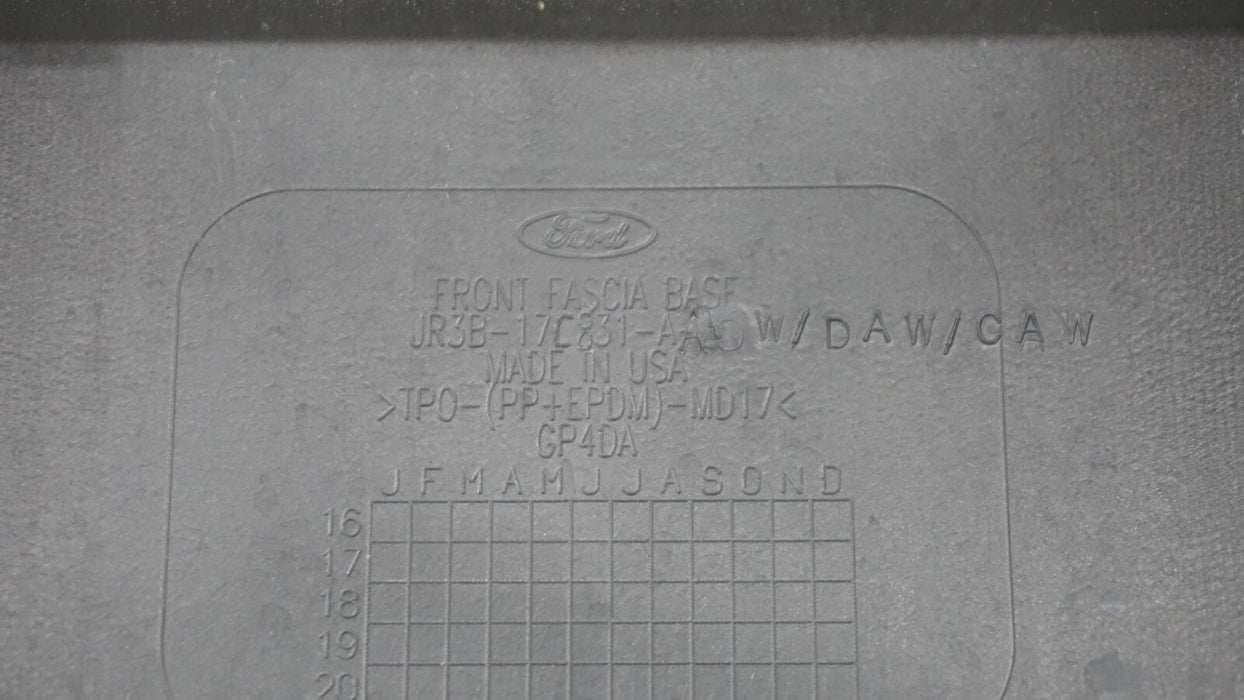 Ford
FRONT FASCIA BASE
JR3B-17C831-A W/DAW/CAW
MADE IN USA
>TPO-(PP+EPDM)-MD17<
GP4DA
J F M A M J J A S O N D
16
17
18
19
20